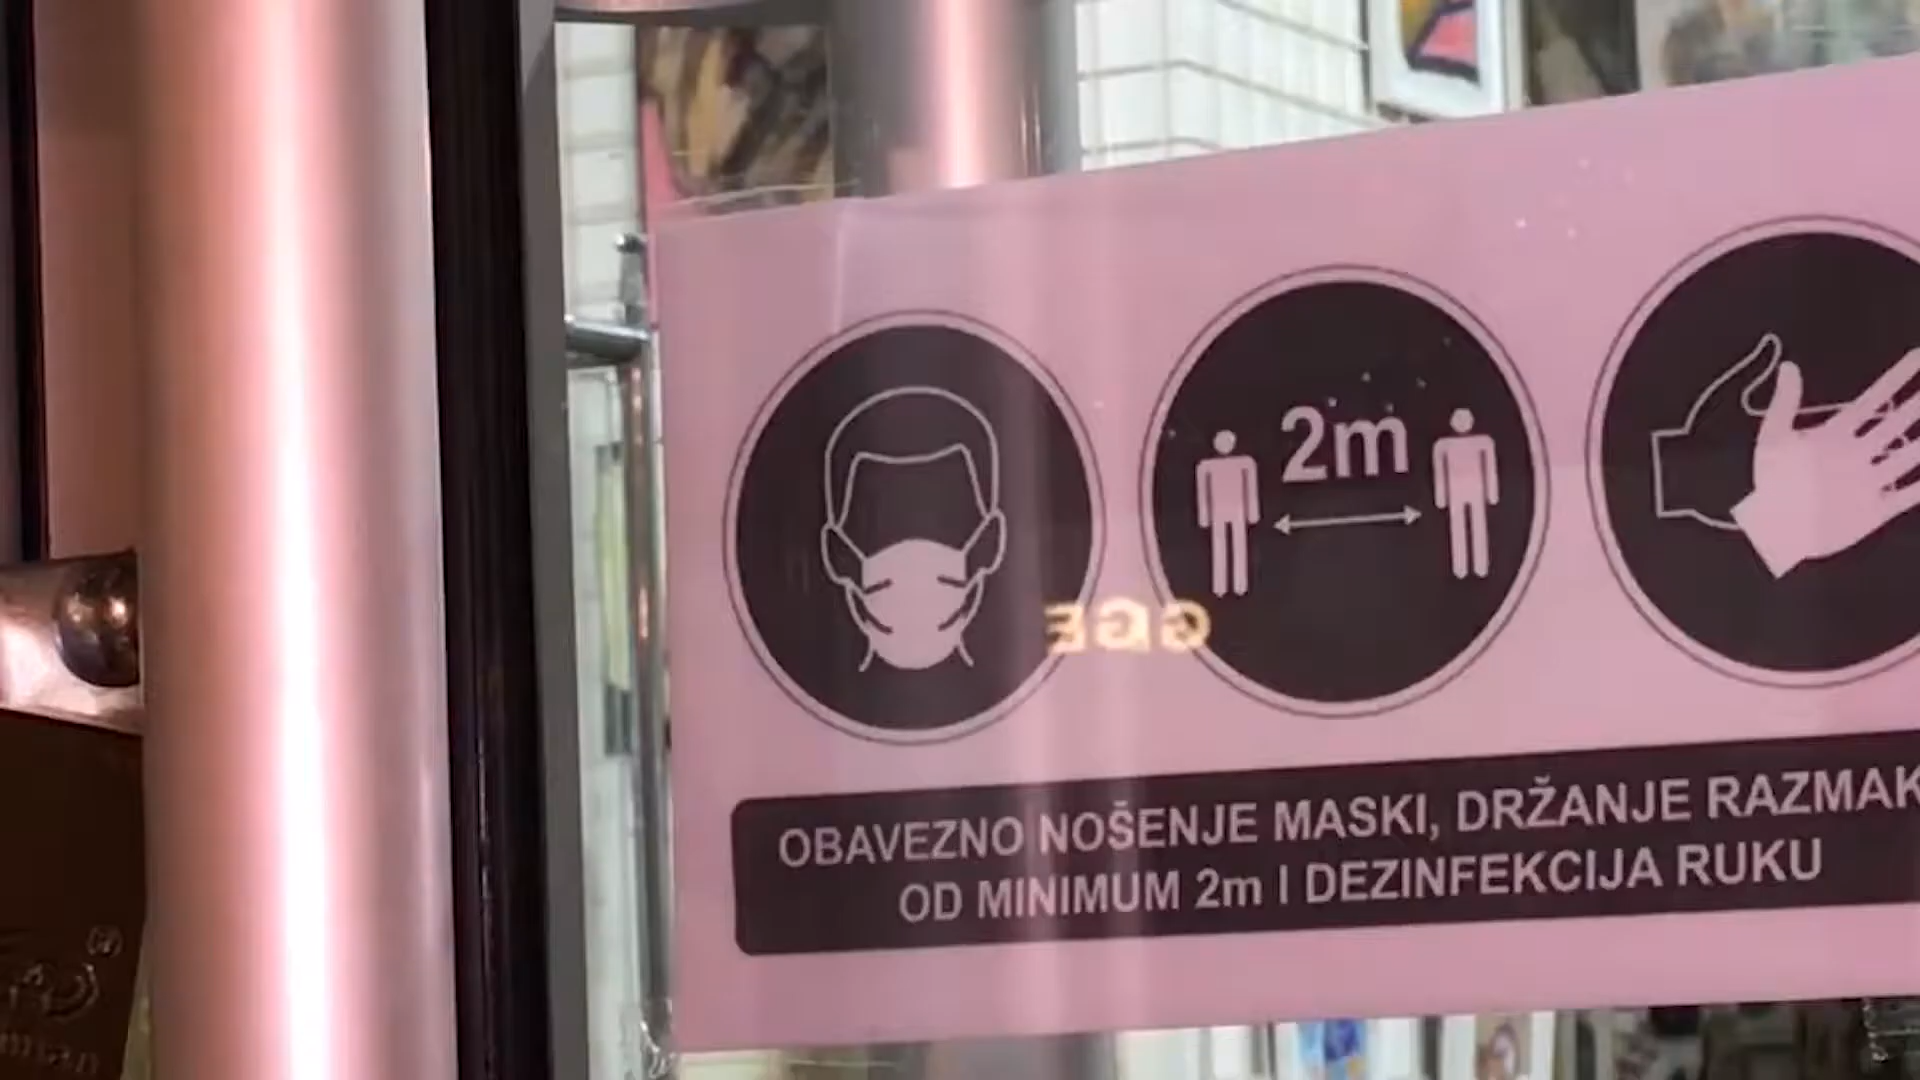 2m
OBAVEZNO NOŠENJE MASKI, DRŽANJE RAZMAK
OD MINIMUM 2m I DEZINFEKCIJA RUKU